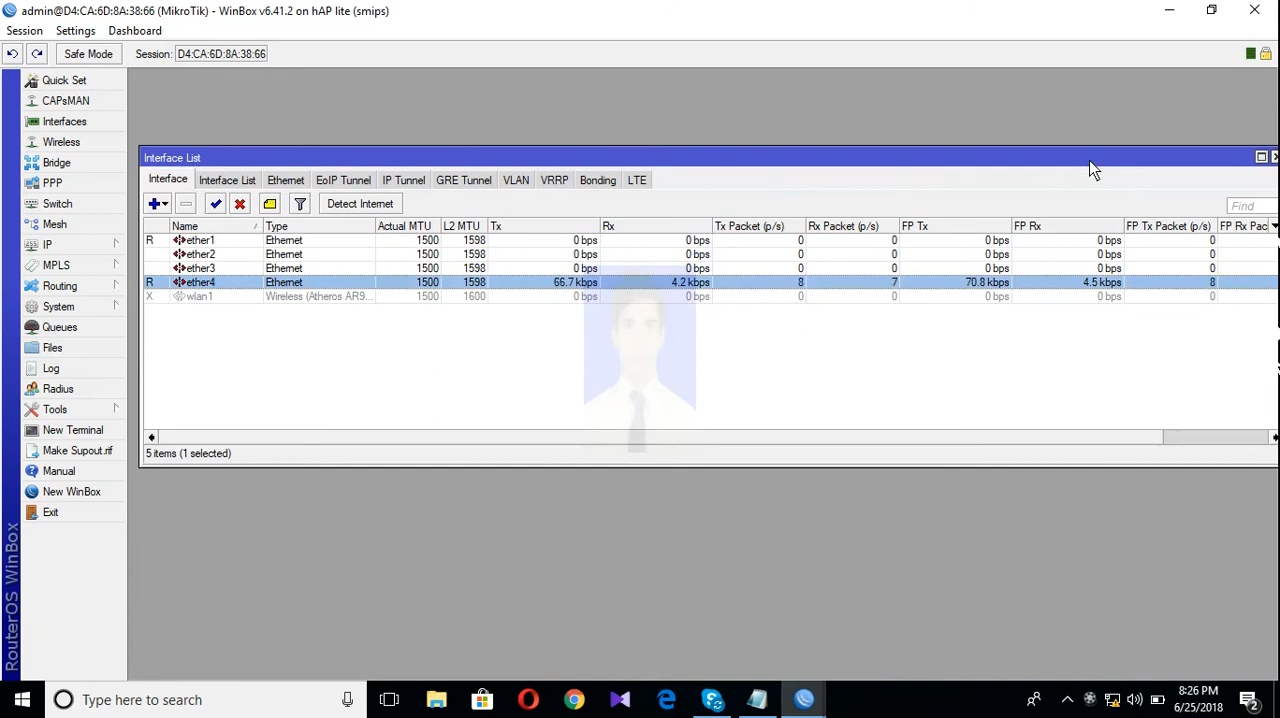 admin@D4:CA:6D:8A:38:66 (MikroTik) - WinBox v6.41.2 on hAP lite (smips)
Session Settings Dashboard
Safe Mode Session: D4:CA:6D:8A:38:66
Quick Set
CAPsMAN
Interfaces
Wireless
Bridge
PPP
Switch
Mesh
IP
MPLS
Routing
System
Queues
Files
Log
Radius
Tools
New Terminal
Make Supout.rif
Manual
New WinBox
Exit
RouterOS WinBox
Interface List
Interface Interface List Ethernet EoIP Tunnel IP Tunnel GRE Tunnel VLAN VRRP Bonding LTE
Detect Internet Find
Name Type Actual MTU L2 MTU Tx Rx Tx Packet (p/s) Rx Packet (p/s) FP Tx FP Rx FP Tx Packet (p/s) FP Rx Pac
R ether1 Ethernet 1500 1598 0 bps 0 bps 0 0 0 bps 0 bps 0
ether2 Ethernet 1500 1598 0 bps 0 bps 0 0 0 bps 0 bps 0
ether3 Ethernet 1500 1598 0 bps 0 bps 0 0 0 bps 0 bps 0
R ether4 Ethernet 1500 1598 66.7 kbps 4.2 kbps 8 7 70.8 kbps 4.5 kbps 8
X wlan1 Wireless (Atheros AR9... 1500 1600 0 bps 0 bps 0 0 0 bps 0 bps 0
5 items (1 selected)
Type here to search
8:26 PM
6/25/2018
2